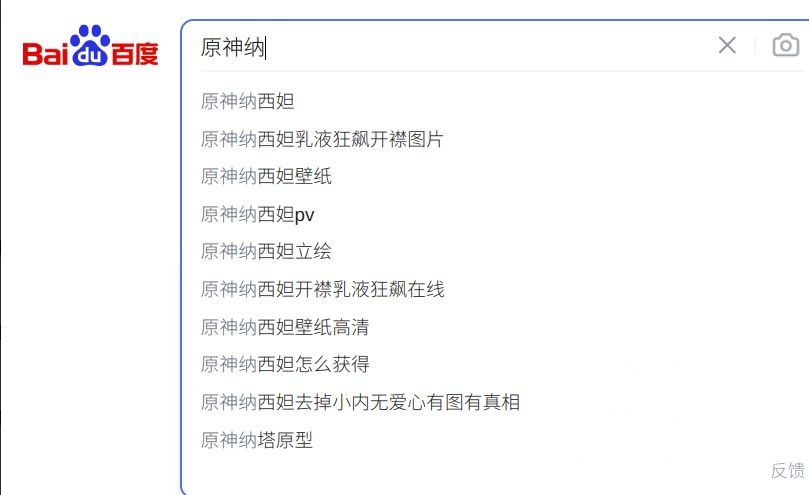 Bai du 百度
原神纳
原神纳西妲
原神纳西妲乳液狂飙开襟图片
原神纳西妲壁纸
原神纳西妲pv
原神纳西妲立绘
原神纳西妲开襟乳液狂飙在线
原神纳西妲壁纸高清
原神纳西妲怎么获得
原神纳西妲去掉小内无爱心有图有真相
原神纳塔原型
反馈